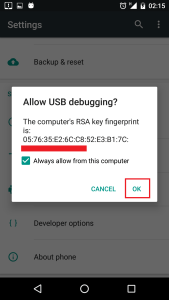 02:15
Settings
Backup & reset
Allow USB debugging?
The computer's RSA key fingerprint
is:
05:76:35:E2:6C:C8:52:E3:B1:7C:
Always allow from this computer
CANCEL
OK
{ } Developer options
About phone